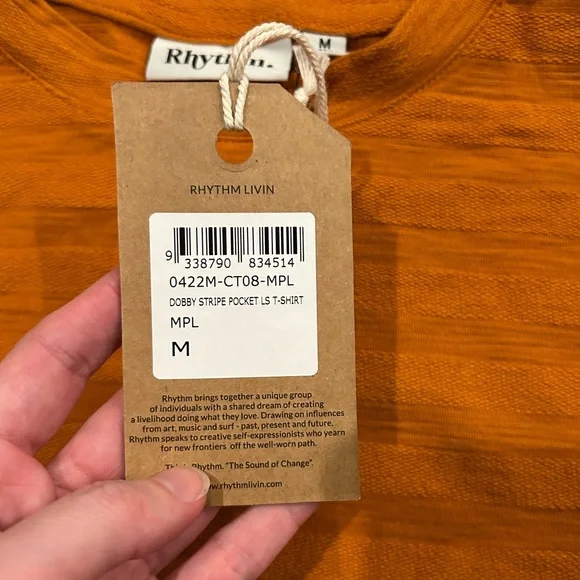 Rhythm.
M
RHYTHM LIVIN
9 338790 834514
0422M-CT08-MPL
DOBBY STRIPE POCKET LS T-SHIRT
MPL
M
Rhythm brings together a unique group
of individuals with a shared dream of creating
a livelihood doing what they love. Drawing on influences
from art, music and surf - past, present and future.
Rhythm speaks to creative self-expressionists who yearn
for new frontiers off the well-worn path.
Rhythm. "The Sound of Change".
www.rhythmlivin.com